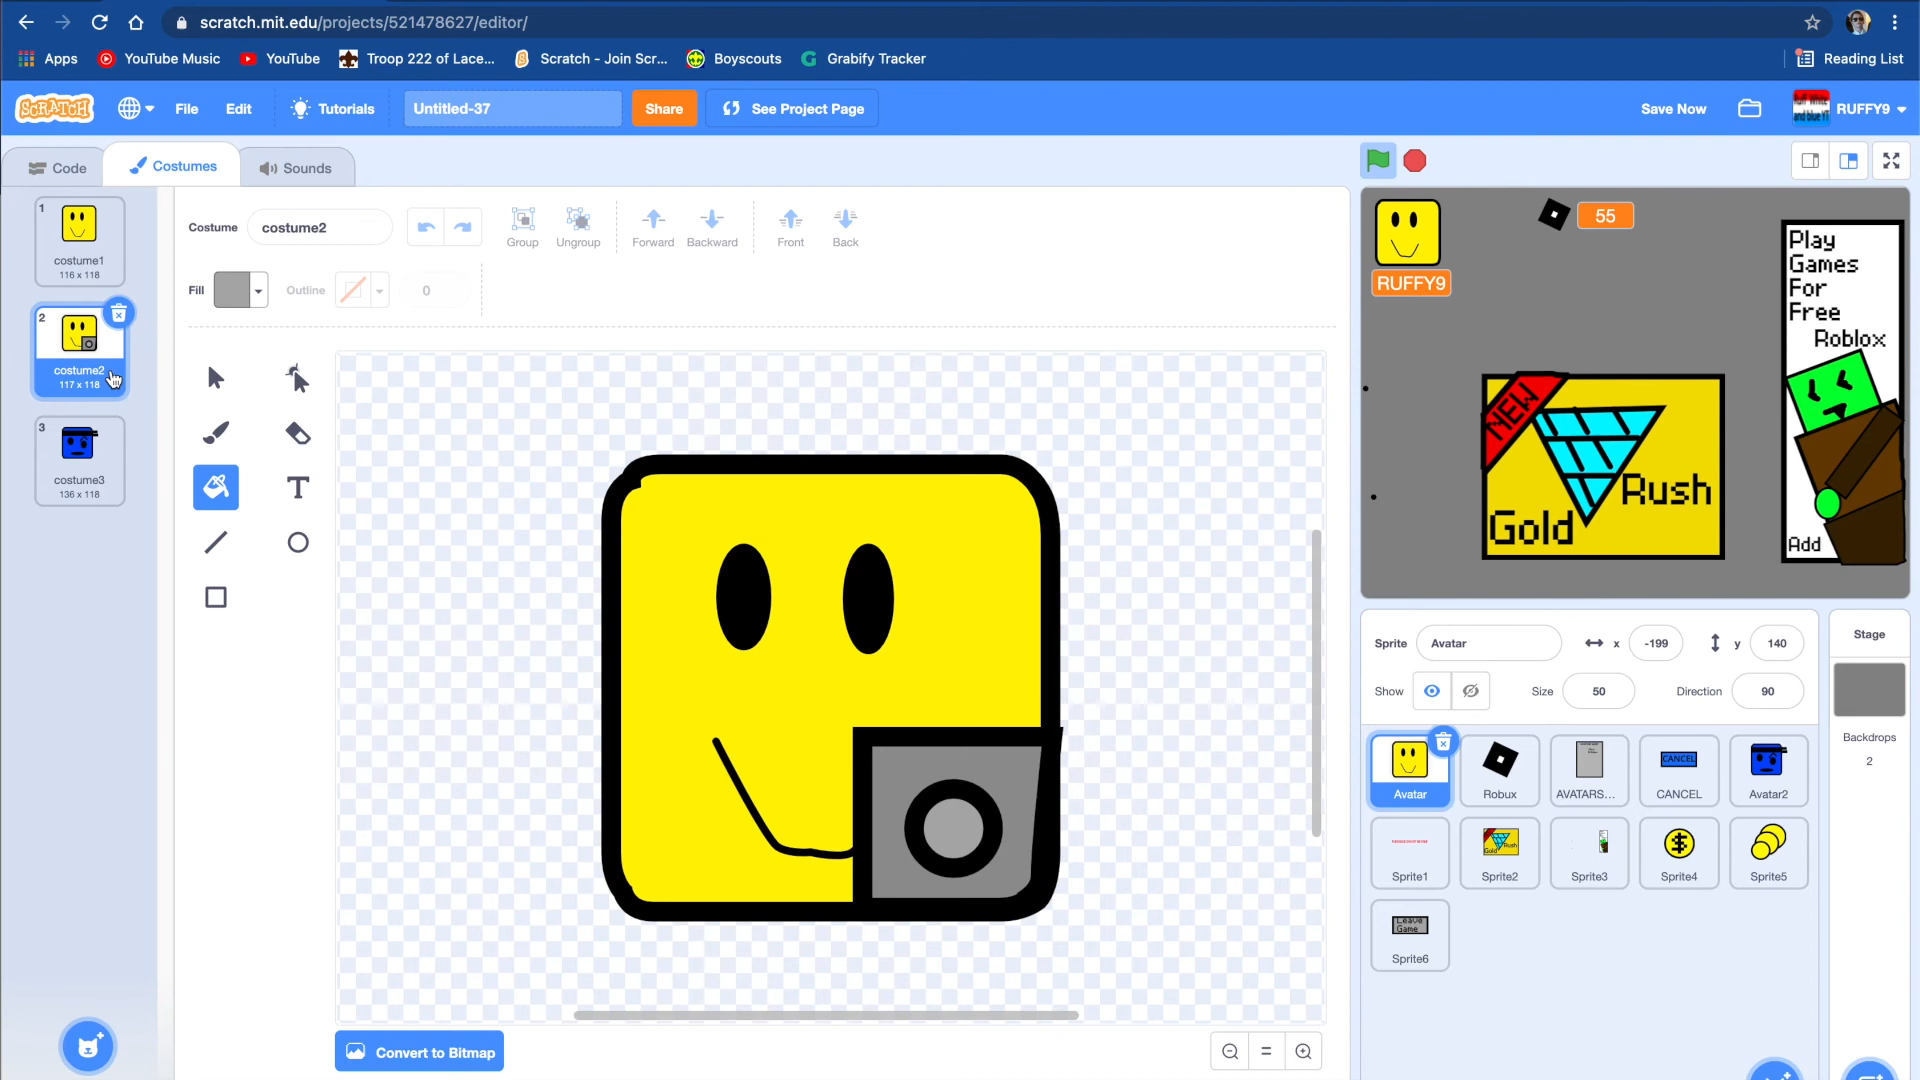 scratch.mit.edu/projects/521478627/editor/
Apps YouTube Music YouTube Troop 222 of Lace... Scratch - Join Scr... Boyscouts Grabify Tracker Reading List
SCRATCH File Edit Tutorials Untitled-37 Share See Project Page Save Now RUFFY9
Code Costumes Sounds
1
costume1
116 x 118
2
costume2
117 x 118
3
costume3
136 x 118
Costume costume2 Group Ungroup Forward Backward Front Back
Fill Outline 0
Convert to Bitmap
55
RUFFY9
Play
Games
For
Free
Roblox
Add
NEW
Gold Rush
Sprite Avatar x -199 y 140
Show Size 50 Direction 90
Stage
Backdrops
2
Avatar Robux AVATARS... CANCEL Avatar2
CANCEL
Sprite1 Sprite2 Sprite3 Sprite4 Sprite5
Gold Rush
Leave
Game
Sprite6